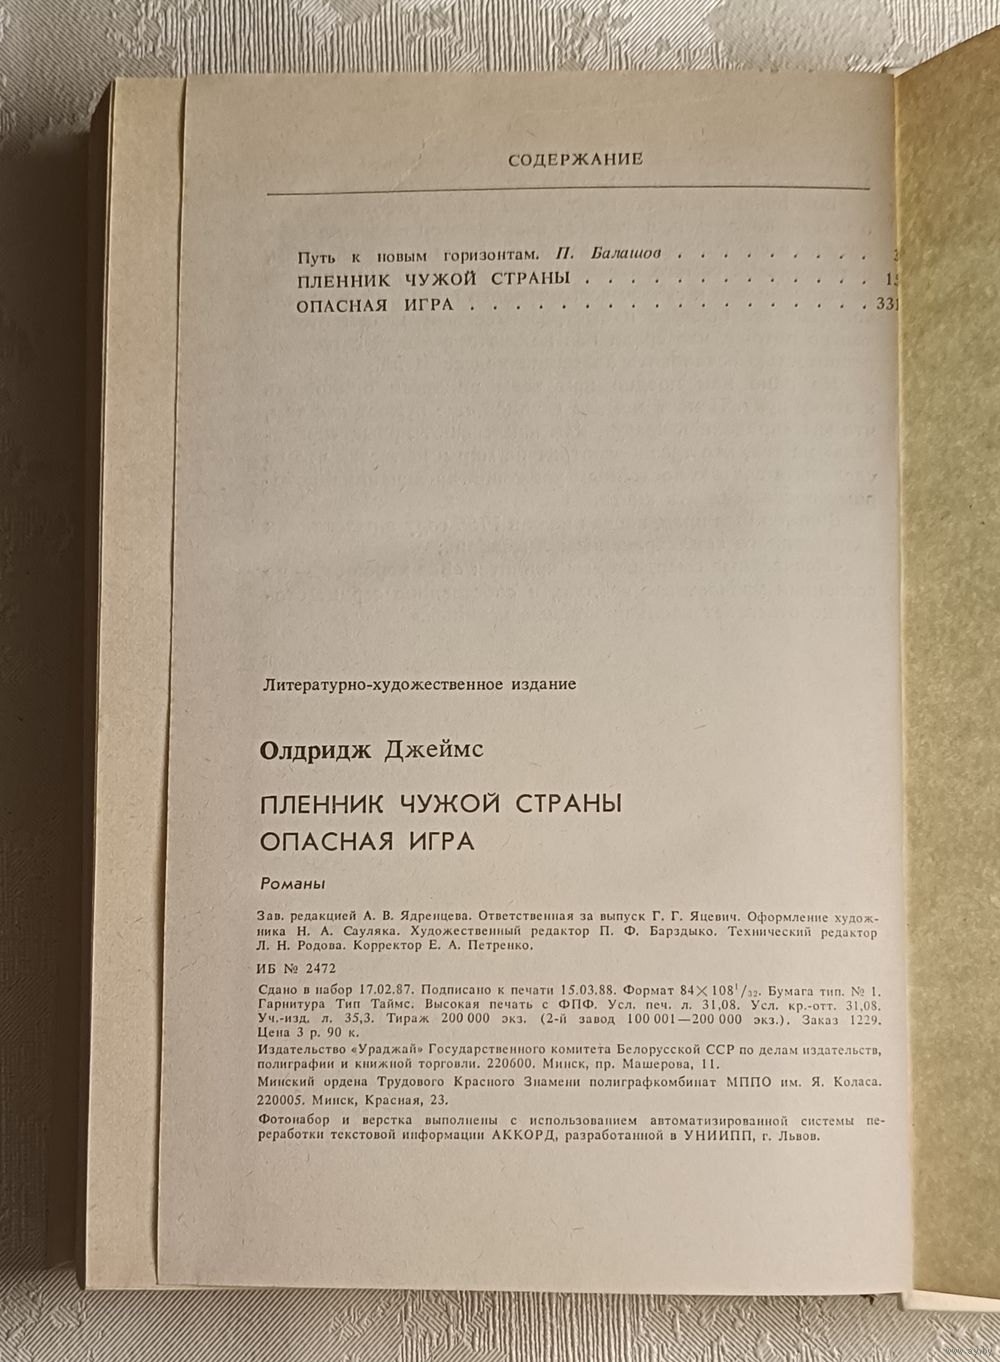 СОДЕРЖАНИЕ
Путь к новым горизонтам. П. Балашов . . . . . . . . .
ПЛЕННИК ЧУЖОЙ СТРАНЫ . . . . . . . . . . . . . 15
ОПАСНАЯ ИГРА . . . . . . . . . . . . . . . . . . 331
Литературно-художественное издание
Олдридж Джеймс
ПЛЕННИК ЧУЖОЙ СТРАНЫ
ОПАСНАЯ ИГРА
Романы
Зав. редакцией А. В. Ядренцева. Ответственная за выпуск Г. Г. Яцевич. Оформление худож-
ника Н. А. Сауляка. Художественный редактор П. Ф. Барздыко. Технический редактор
Л. Н. Родова. Корректор Е. А. Петренко.
ИБ № 2472
Сдано в набор 17.02.87. Подписано к печати 15.03.88. Формат 84×108¹/₃₂. Бумага тип. № 1.
Гарнитура Тип Таймс. Высокая печать с ФПФ. Усл. печ. л. 31,08. Усл. кр.-отт. 31,08.
Уч.-изд. л. 35,3. Тираж 200 000 экз. (2-й завод 100 001—200 000 экз.). Заказ 1229.
Цена 3 р. 90 к.
Издательство «Ураджай» Государственного комитета Белорусской ССР по делам издательств,
полиграфии и книжной торговли. 220600. Минск, пр. Машерова, 11.
Минский ордена Трудового Красного Знамени полиграфкомбинат МППО им. Я. Коласа.
220005. Минск, Красная, 23.
Фотонабор и верстка выполнены с использованием автоматизированной системы пе-
реработки текстовой информации АККОРД, разработанной в УНИИПП, г. Львов.